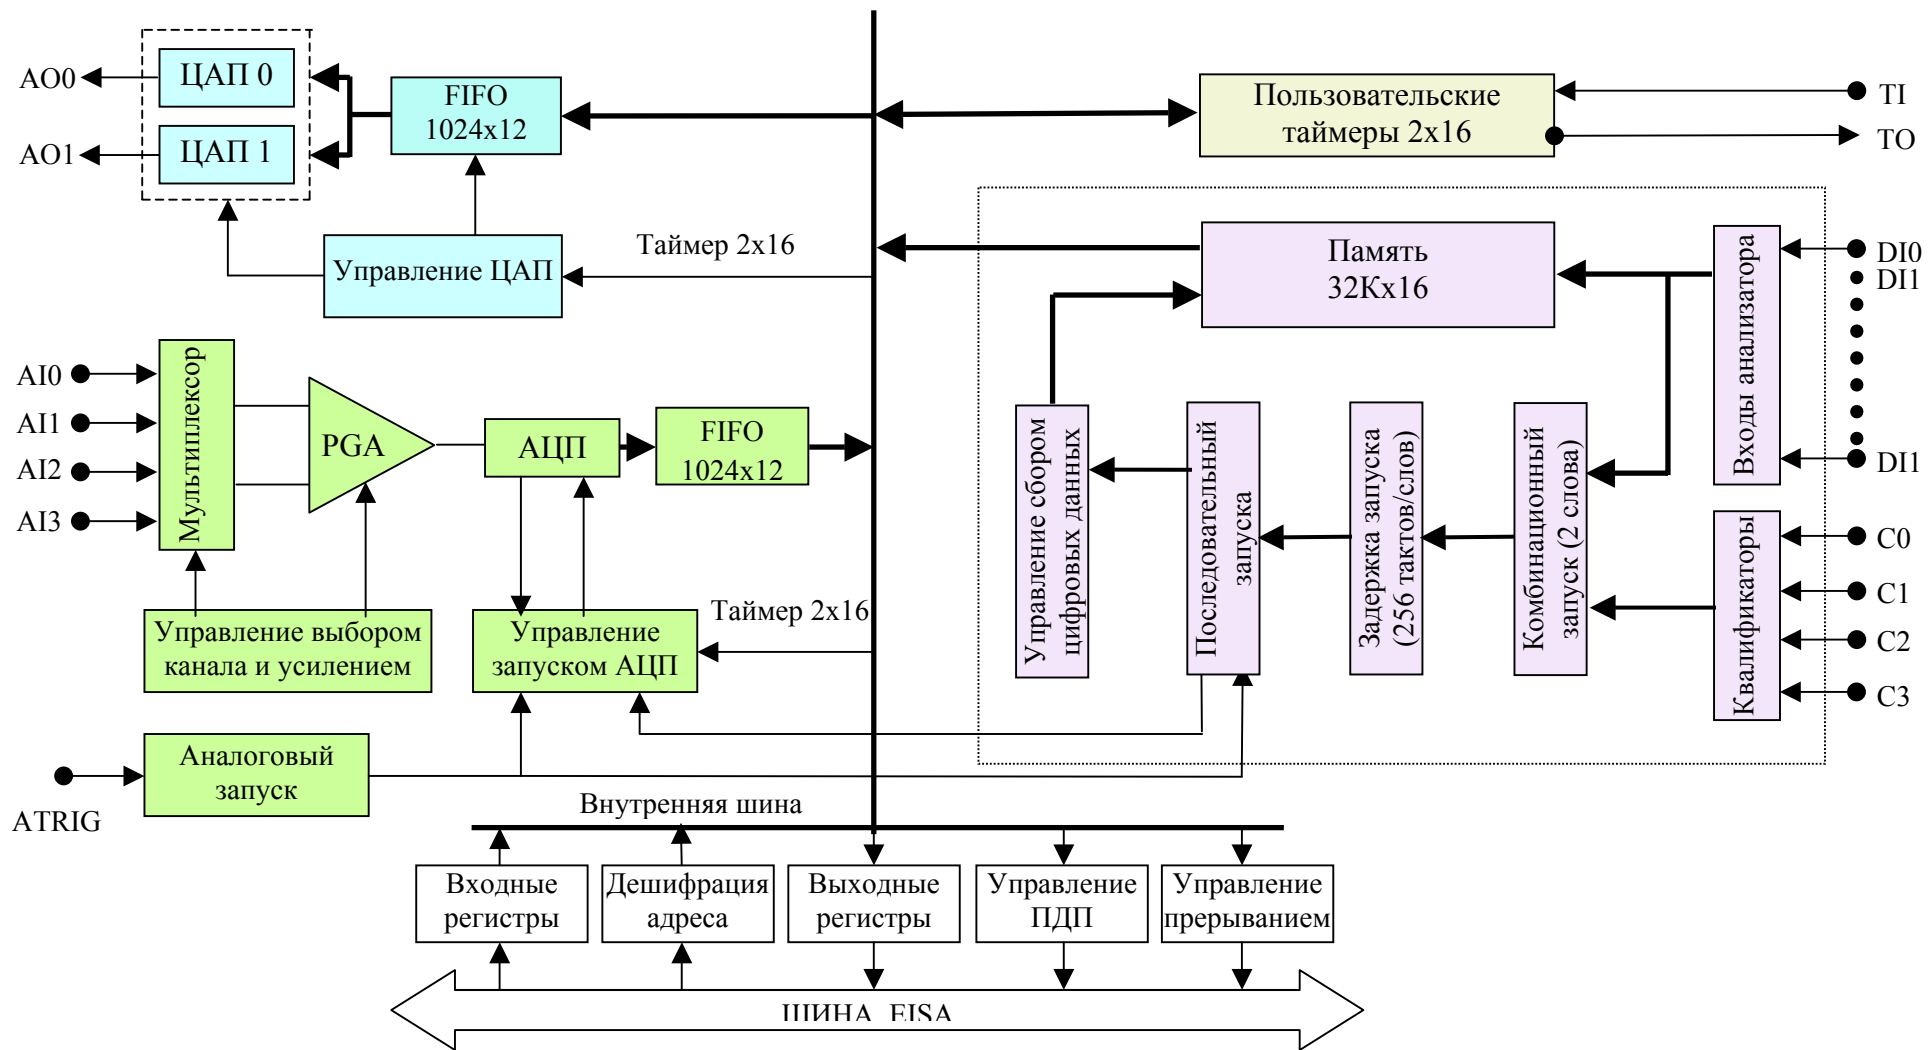 AO0
ЦАП 0
AO1
ЦАП 1
FIFO
1024x12
Управление ЦАП
Таймер 2x16
Пользовательские
таймеры 2x16
TI
TO
Память
32Кx16
Входы анализатора
DI0
DI1
DI1
AI0
AI1
AI2
AI3
Мультиплексор
PGA
АЦП
FIFO
1024x12
Управление сбором
цифровых данных
Последовательный
запуска
Задержка запуска
(256 тактов/слов)
Комбинационный
запуск (2 слова)
Квалификаторы
C0
C1
C2
C3
Управление выбором
канала и усилением
Управление
запуском АЦП
Таймер 2x16
Аналоговый
запуск
ATRIG
Внутренняя шина
Входные
регистры
Дешифрация
адреса
Выходные
регистры
Управление
ПДП
Управление
прерыванием
ШИНА EISA